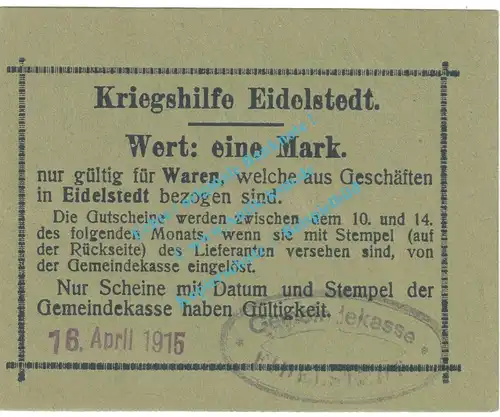 Kriegshilfe Eidelstedt.
Wert: eine Mark.
nur gültig für Waren, welche aus Geschäften
in Eidelstedt bezogen sind.
Die Gutscheine werden zwischen dem 10. und 14.
des folgenden Monats, wenn sie mit Stempel (auf
der Rückseite) des Lieferanten versehen sind, von
der Gemeindekasse eingelöst.
Nur Scheine mit Datum und Stempel der
Gemeindekasse haben Gültigkeit.
16. April 1915
Gemeindekasse
EIDELSTEDT